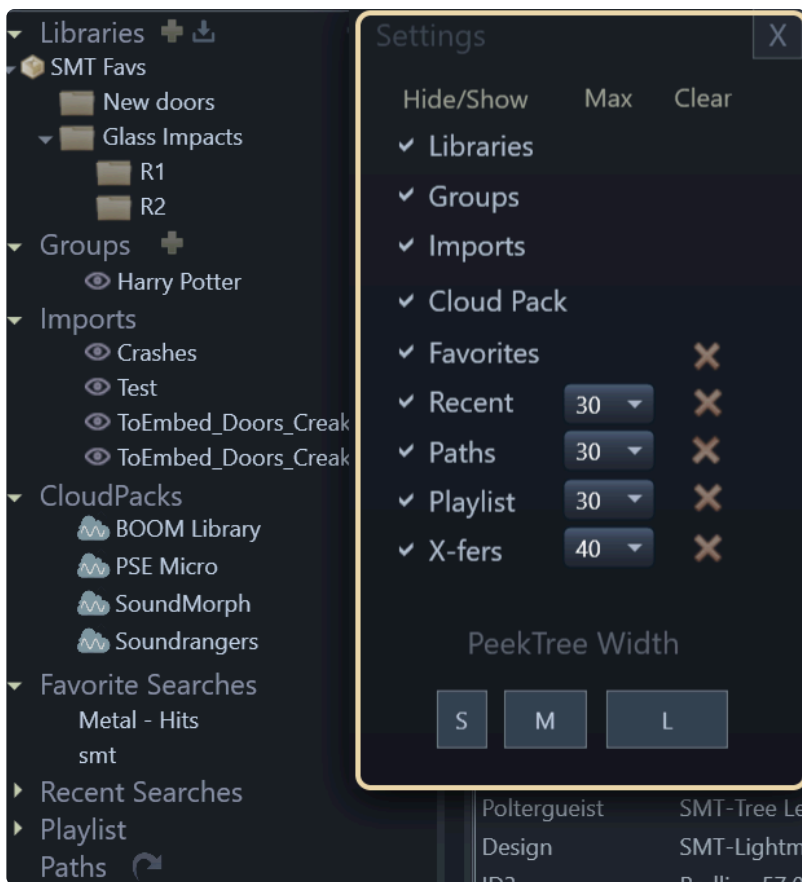 Libraries
SMT Favs
New doors
Glass Impacts
R1
R2
Groups
Harry Potter
Imports
Crashes
Test
ToEmbed_Doors_Creak
ToEmbed_Doors_Creak
CloudPacks
BOOM Library
PSE Micro
SoundMorph
Soundrangers
Favorite Searches
Metal - Hits
smt
Recent Searches
Playlist
Paths
Settings X
Hide/Show Max Clear
Libraries
Groups
Imports
Cloud Pack
Favorites
Recent 30
Paths 30
Playlist 30
X-fers 40
PeekTree Width
S M L
Poltergueist SMT-Tree Le
Design SMT-Lightm